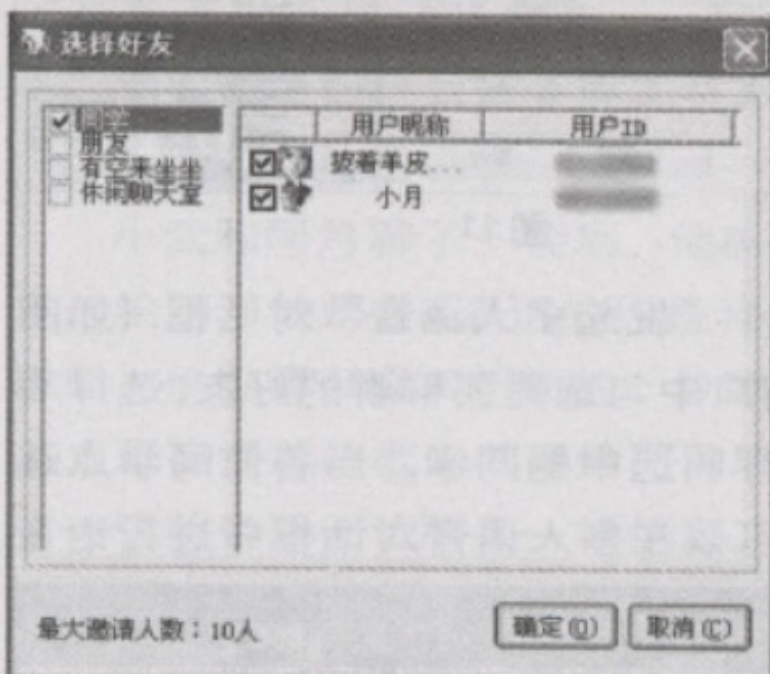 选择好友
同学
朋友
有空来坐坐
休闲聊天室
用户昵称 用户ID
披着羊皮...
小月
最大邀请人数：10人
确定(O) 取消(C)